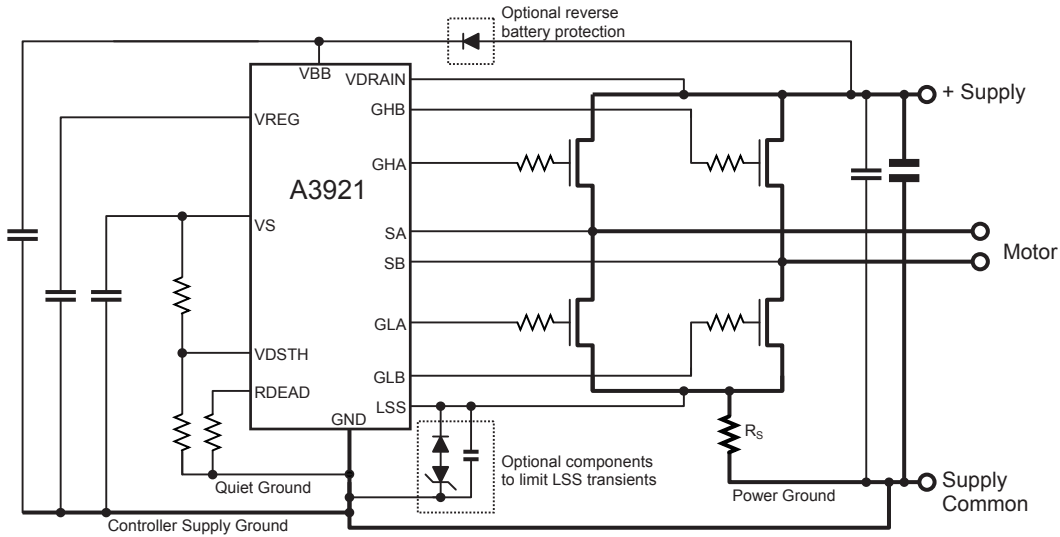 Optional reverse
battery protection
VBB
VDRAIN
GHB
+ Supply
VREG
GHA
A3921
VS
SA
SB
Motor
GLA
VDSTH
GLB
RDEAD
LSS
GND
RS
Optional components
to limit LSS transients
Quiet Ground
Power Ground
Supply
Common
Controller Supply Ground